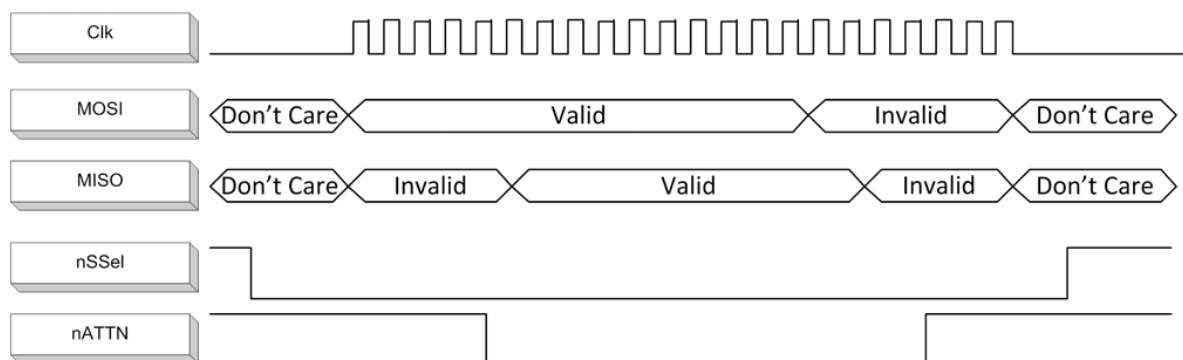 Clk
MOSI
Don't Care Valid Invalid Don't Care
MISO
Don't Care Invalid Valid Invalid Don't Care
nSSel
nATTN